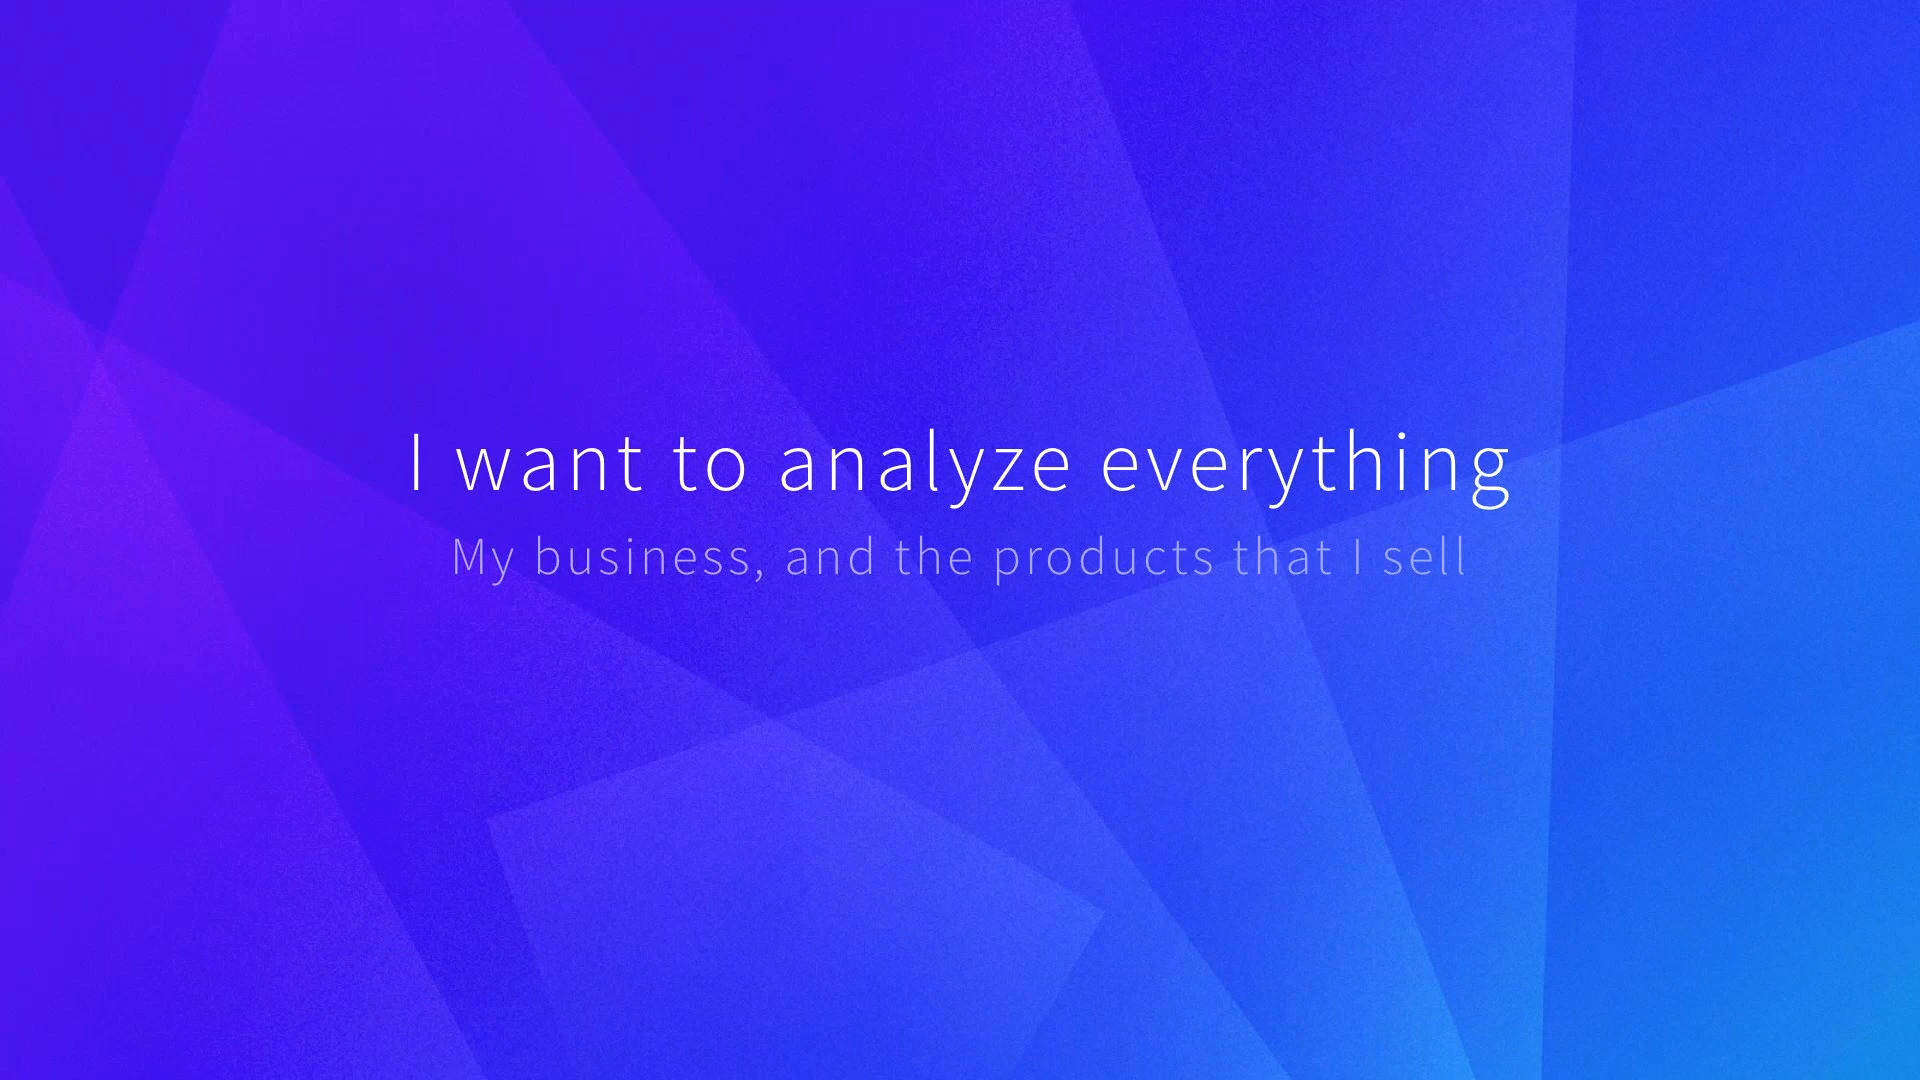 I want to analyze everything
My business, and the products that I sell